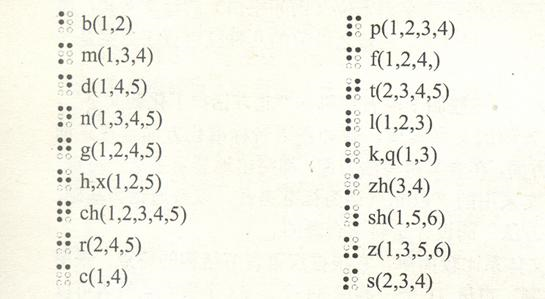 b(1,2) p(1,2,3,4)
m(1,3,4) f(1,2,4,)
d(1,4,5) t(2,3,4,5)
n(1,3,4,5) l(1,2,3)
g(1,2,4,5) k,q(1,3)
h,x(1,2,5) zh(3,4)
ch(1,2,3,4,5) sh(1,5,6)
r(2,4,5) z(1,3,5,6)
c(1,4) s(2,3,4)